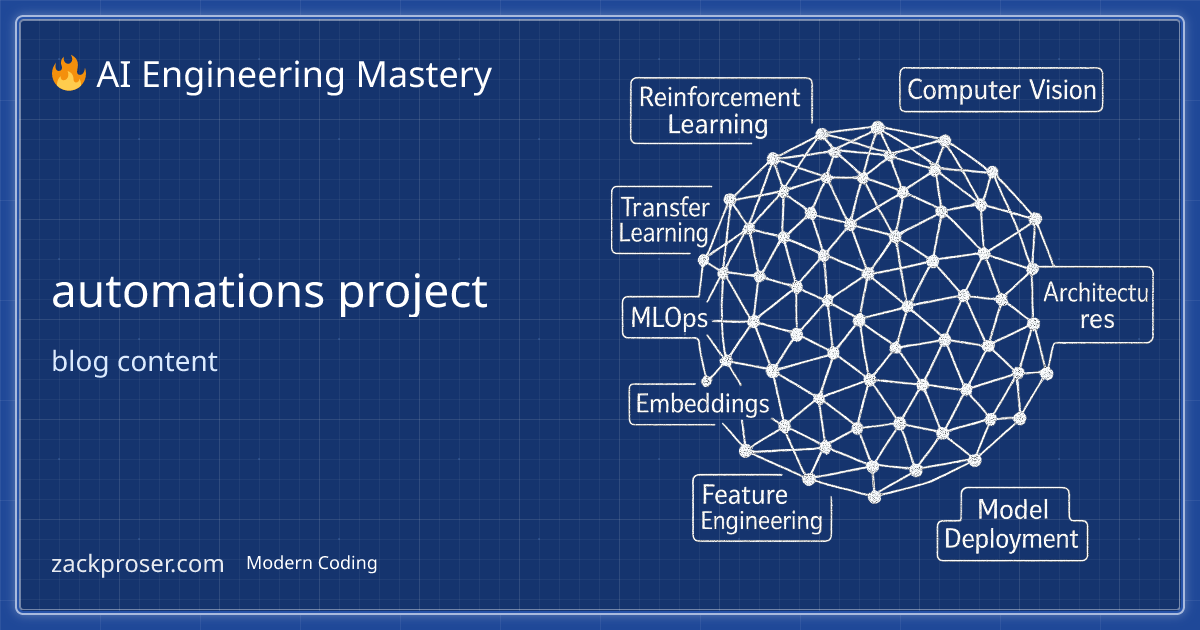 🔥 AI Engineering Mastery
automations project
blog content
zackproser.com
Modern Coding
Reinforcement
Learning
Computer Vision
Transfer
Learning
MLOps
Architectu
res
Embeddings
Feature
Engineering
Model
Deployment